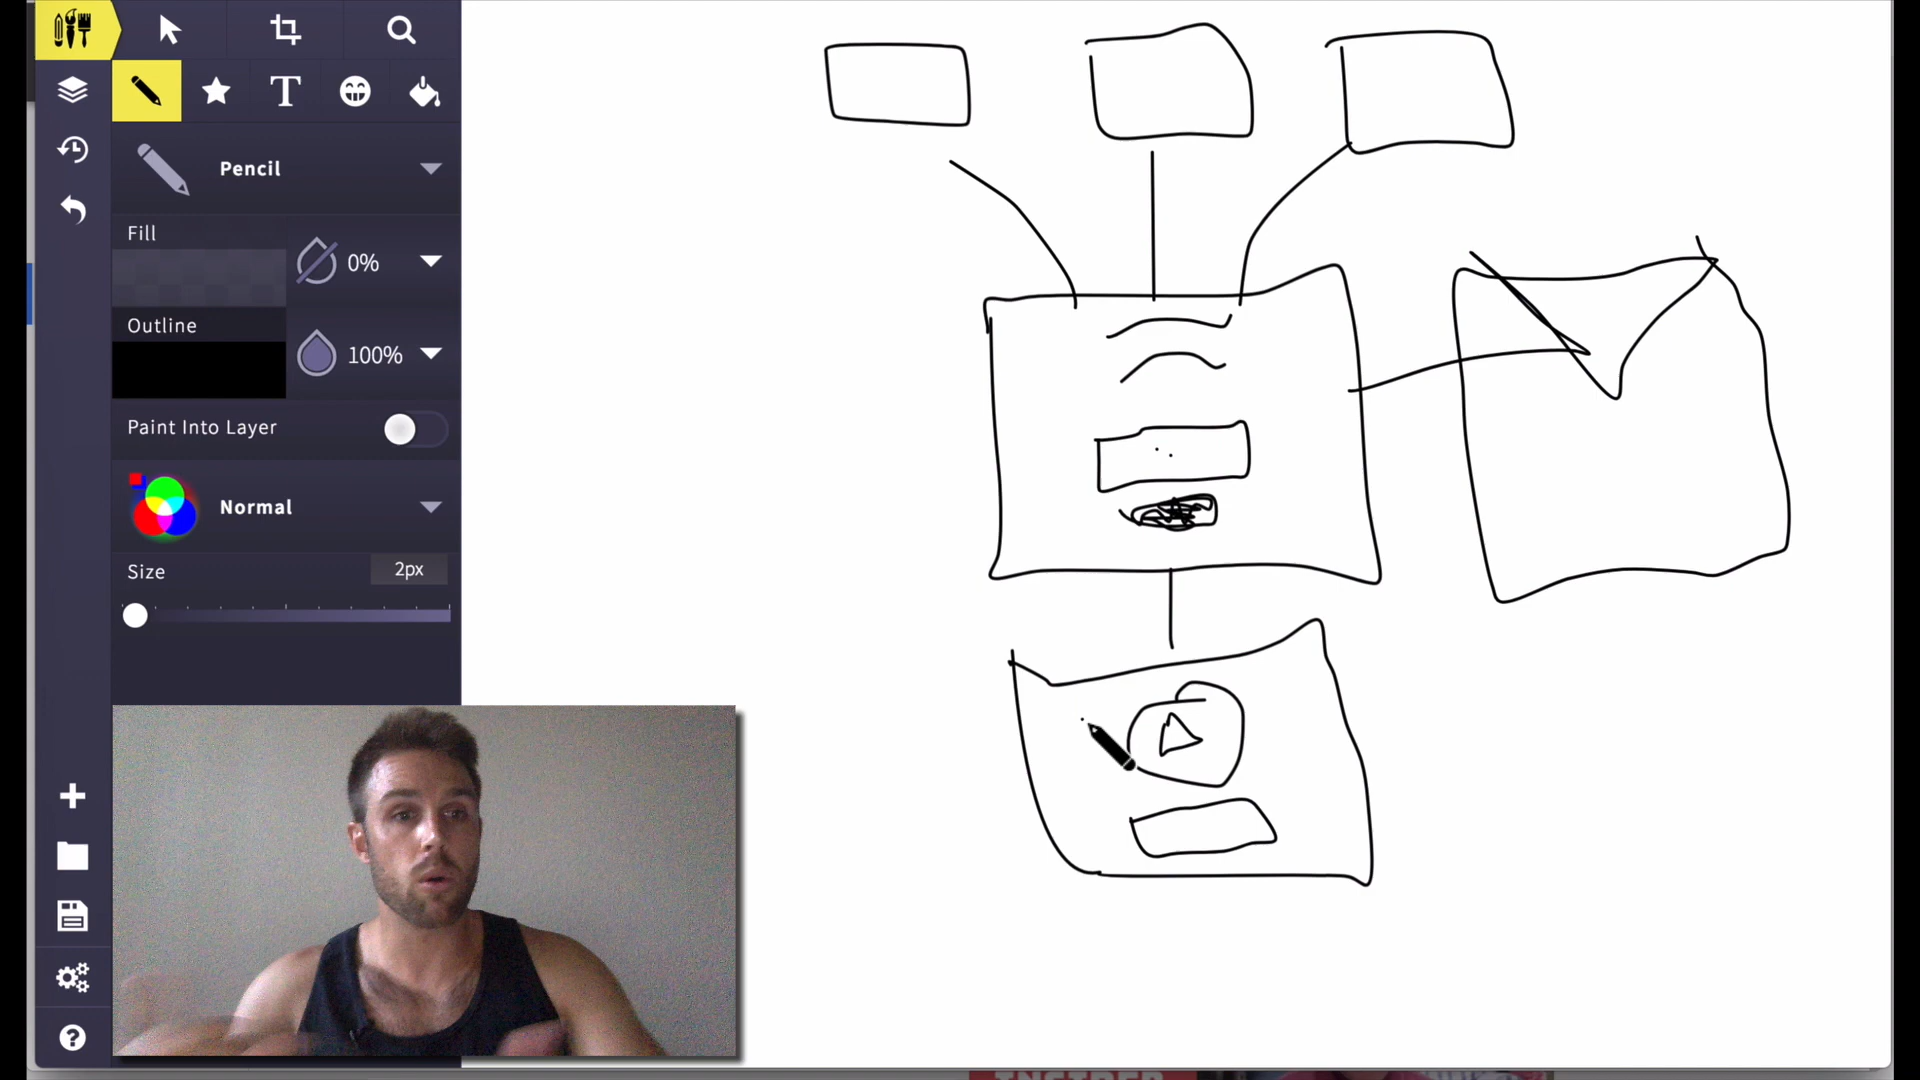 T
Pencil
Fill
0%
Outline
100%
Paint Into Layer
Normal
Size
2px
?